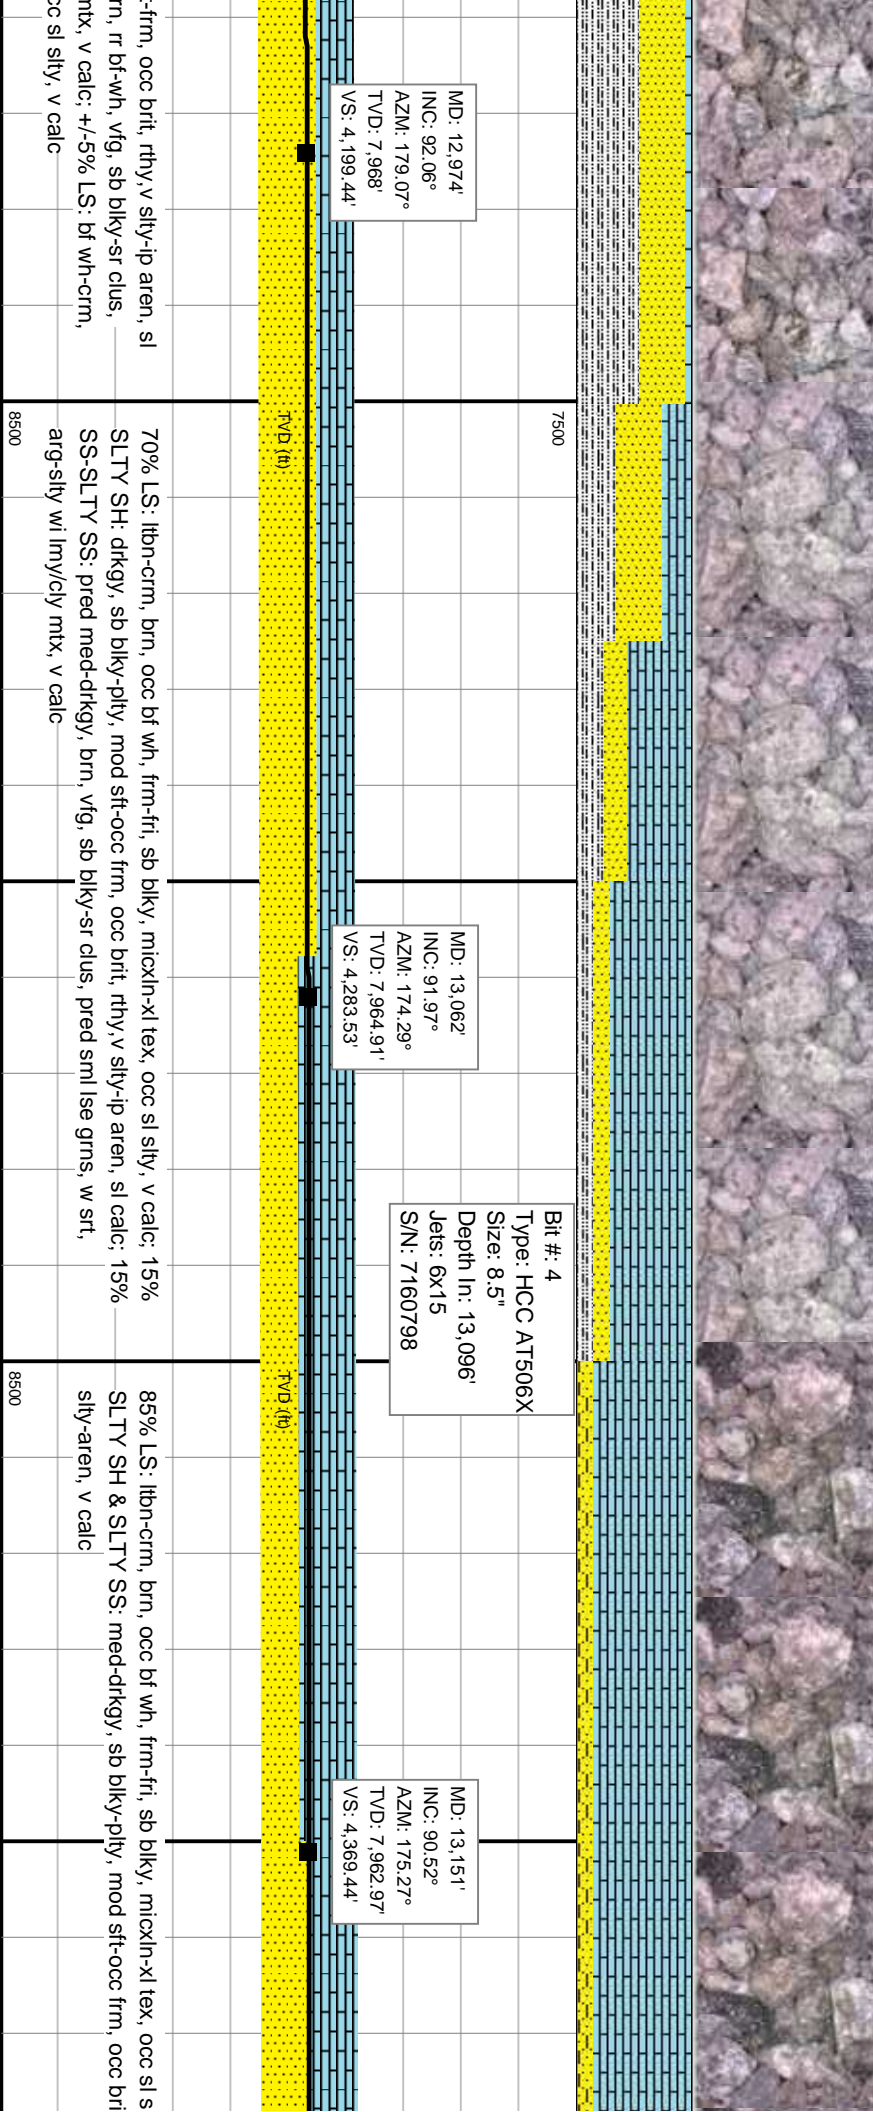 -frm, occ brit, rthy,v slty-ip aren, sl
rn, rr bf-wh, vfg, sb blky-sr clus,
mtx, v calc; +/-5% LS: bf wh-crm,
cc sl slty, v calc
MD: 12,974'
INC: 92.06°
AZM: 179.07°
TVD: 7,968'
VS: 4,199.44'
7500
TVD (ft)
8500
70% LS: ltbn-crm, brn, occ bf wh, frm-fri, sb blky, micxln-xl tex, occ sl slty, v calc; 15%
SLTY SH: drkgy, sb blky-plty, mod sft-occ frm, occ brit, rthy,v slty-ip aren, sl calc; 15%
SS-SLTY SS: pred med-drkgy, brn, vfg, sb blky-sr clus, pred sml lse grns, w srt,
arg-slty wi lmy/cly mtx, v calc
MD: 13,062'
INC: 91.97°
AZM: 174.29°
TVD: 7,964.91'
VS: 4,283.53'
Bit #: 4
Type: HCC AT506X
Size: 8.5"
Depth In: 13,096'
Jets: 6x15
S/N: 7160798
TVD (ft)
8500
85% LS: ltbn-crm, brn, occ bf wh, frm-fri, sb blky, micxln-xl tex, occ sl s
SLTY SH & SLTY SS: med-drkgy, sb blky-plty, mod sft-occ frm, occ bri
slty-aren, v calc
MD: 13,151'
INC: 90.52°
AZM: 175.27°
TVD: 7,962.97'
VS: 4,369.44'